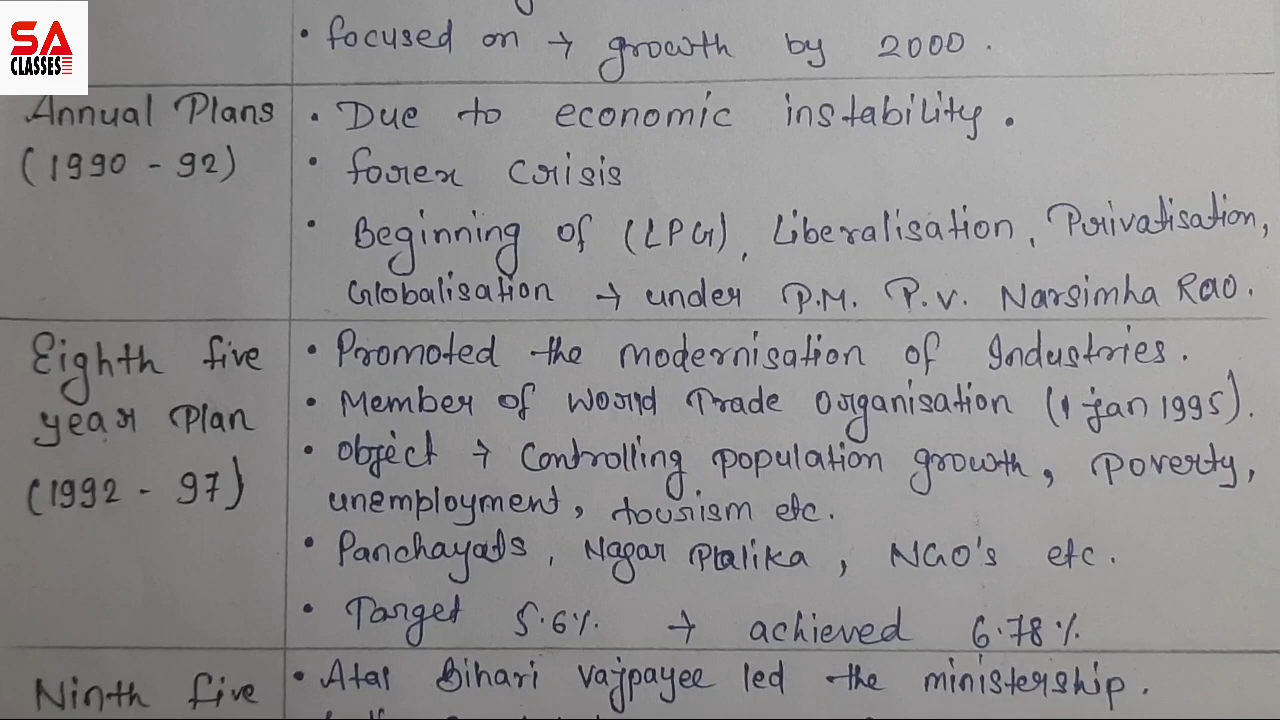 SA
CLASSES
• focused on → growth by 2000.
Annual Plans
(1990 - 92)
• Due to economic instability.
• forex crisis
• Beginning of (LPG), Liberalisation, Privatisation,
Globalisation → under P.M. P.V. Narsimha Rao.
Eighth five
year Plan
(1992 - 97)
• Promoted the modernisation of Industries.
• Member of World Trade Organisation (1 jan 1995).
• Object → Controlling population growth, poverty,
unemployment, tourism etc.
• Panchayats, Nagar Palika, NGO's etc.
• Target 5.6% → achieved 6.78%
Ninth five
• Atal Bihari Vajpayee led the ministership.